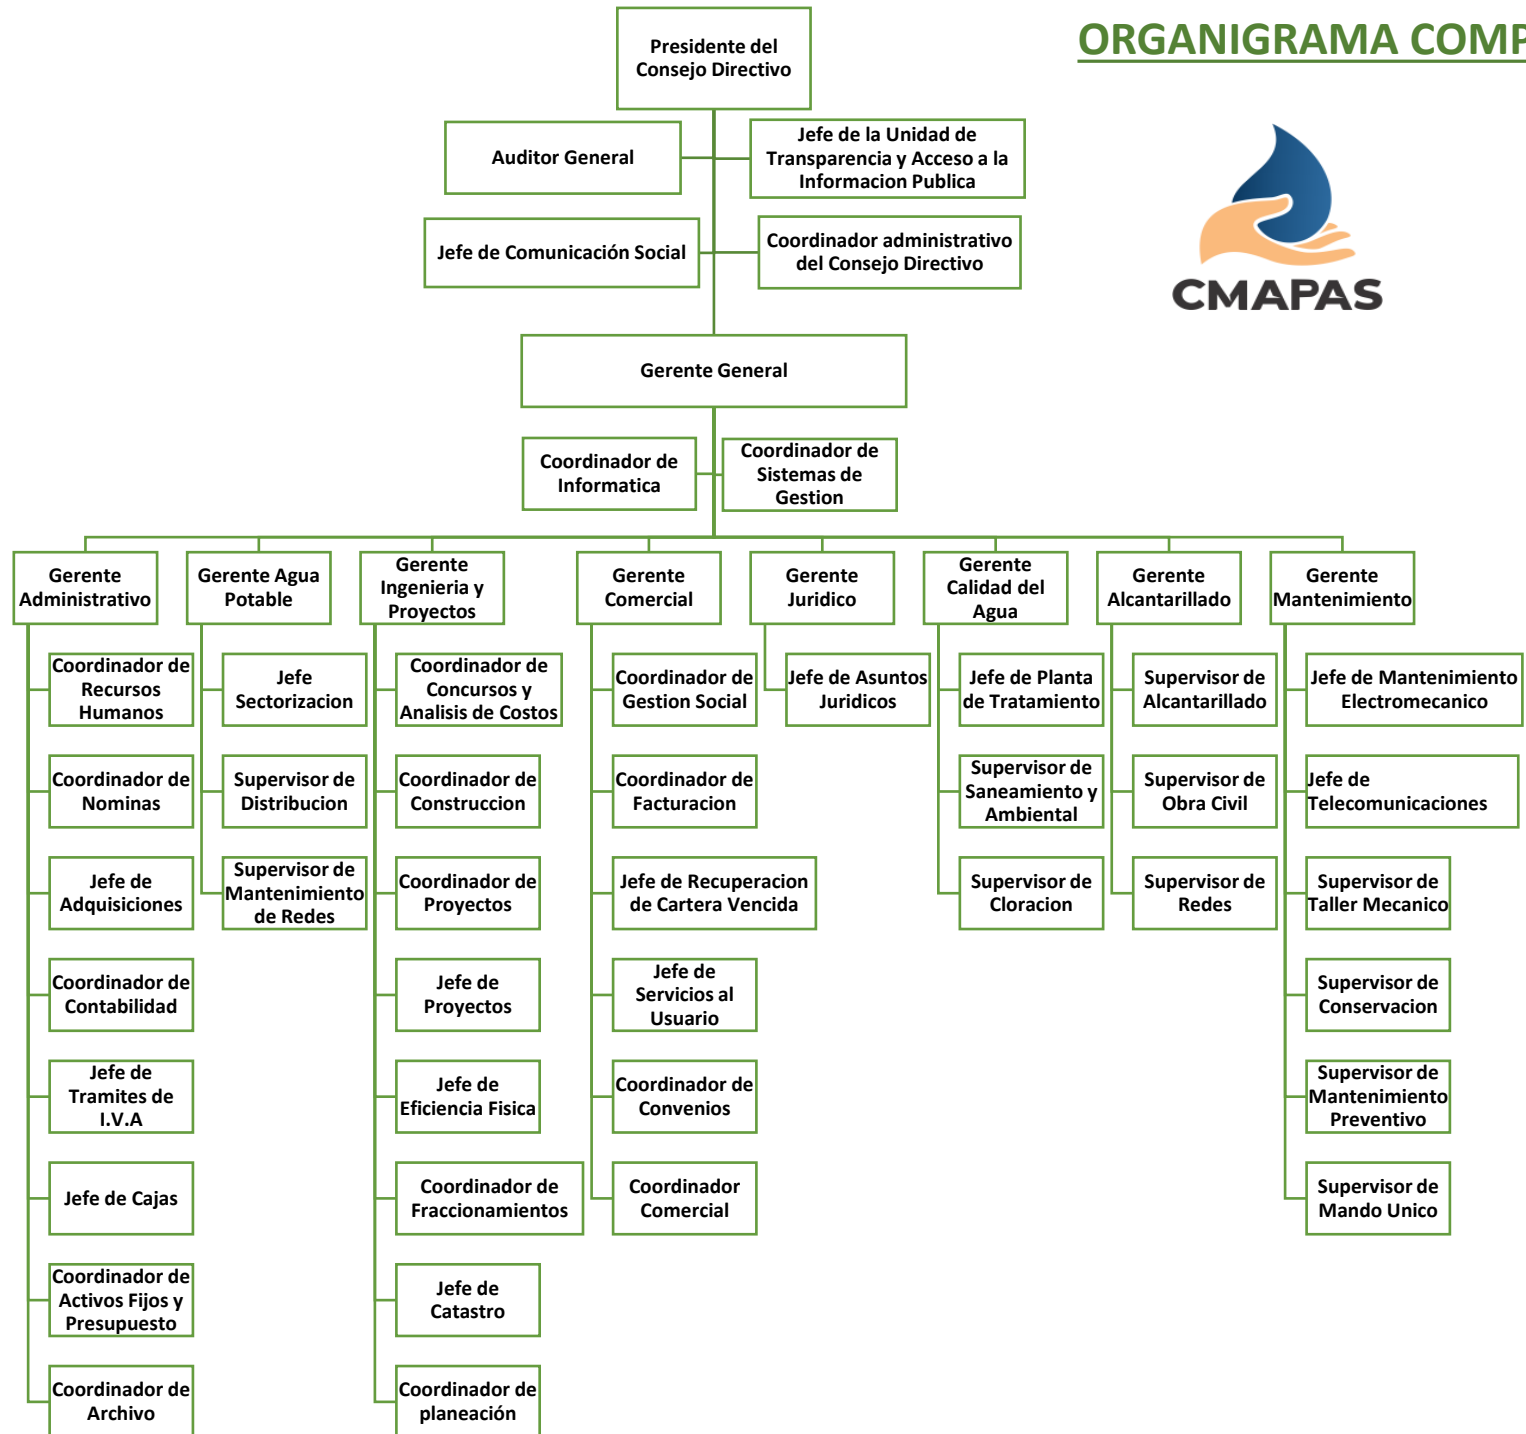 ORGANIGRAMA COMP
Presidente del
Consejo Directivo
Auditor General
Jefe de la Unidad de
Transparencia y Acceso a la
Informacion Publica
Jefe de Comunicación Social
Coordinador administrativo
del Consejo Directivo
CMAPAS
Gerente General
Coordinador de
Informatica
Coordinador de
Sistemas de
Gestion
Gerente
Administrativo
Gerente Agua
Potable
Gerente
Ingenieria y
Proyectos
Gerente
Comercial
Gerente
Juridico
Gerente
Calidad del
Agua
Gerente
Alcantarillado
Gerente
Mantenimiento
Coordinador de
Recursos
Humanos
Jefe
Sectorizacion
Coordinador de
Concursos y
Analisis de Costos
Coordinador de
Gestion Social
Jefe de Asuntos
Juridicos
Jefe de Planta
de Tratamiento
Supervisor de
Alcantarillado
Jefe de Mantenimiento
Electromecanico
Coordinador de
Nominas
Supervisor de
Distribucion
Coordinador de
Construccion
Coordinador de
Facturacion
Supervisor de
Saneamiento y
Ambiental
Supervisor de
Obra Civil
Jefe de
Telecomunicaciones
Jefe de
Adquisiciones
Supervisor de
Mantenimiento
de Redes
Coordinador de
Proyectos
Jefe de Recuperacion
de Cartera Vencida
Supervisor de
Cloracion
Supervisor de
Redes
Supervisor de
Taller Mecanico
Coordinador de
Contabilidad
Jefe de
Proyectos
Jefe de
Servicios al
Usuario
Supervisor de
Conservacion
Jefe de
Tramites de
I.V.A
Jefe de
Eficiencia Fisica
Coordinador de
Convenios
Supervisor de
Mantenimiento
Preventivo
Jefe de Cajas
Coordinador de
Fraccionamientos
Coordinador
Comercial
Supervisor de
Mando Unico
Coordinador de
Activos Fijos y
Presupuesto
Jefe de
Catastro
Coordinador de
Archivo
Coordinador de
planeación